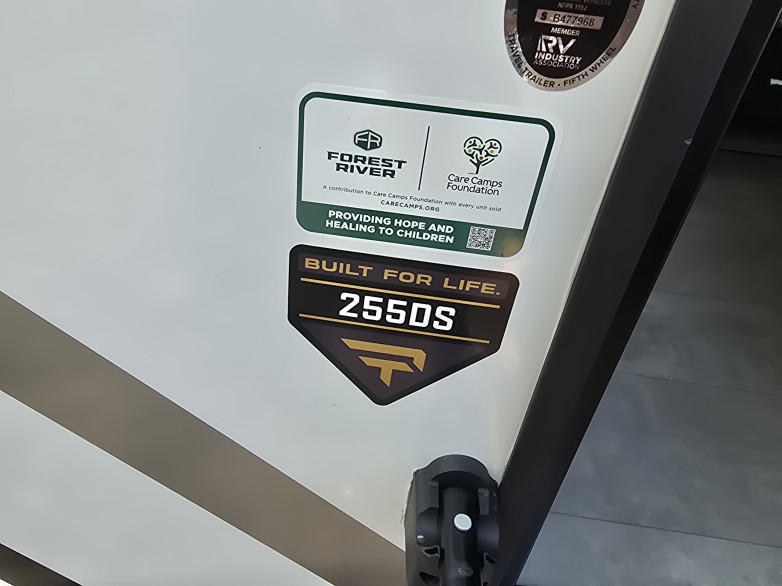 NFPA 1192
S B477968
MEMBER
RV
INDUSTRY
ASSOCIATION
TRAVEL TRAILER · FIFTH WHEEL
FR
FOREST
RIVER
Care Camps
Foundation
A contribution to Care Camps Foundation with every unit sold
CARECAMPS.ORG
PROVIDING HOPE AND
HEALING TO CHILDREN
BUILT FOR LIFE.
255DS